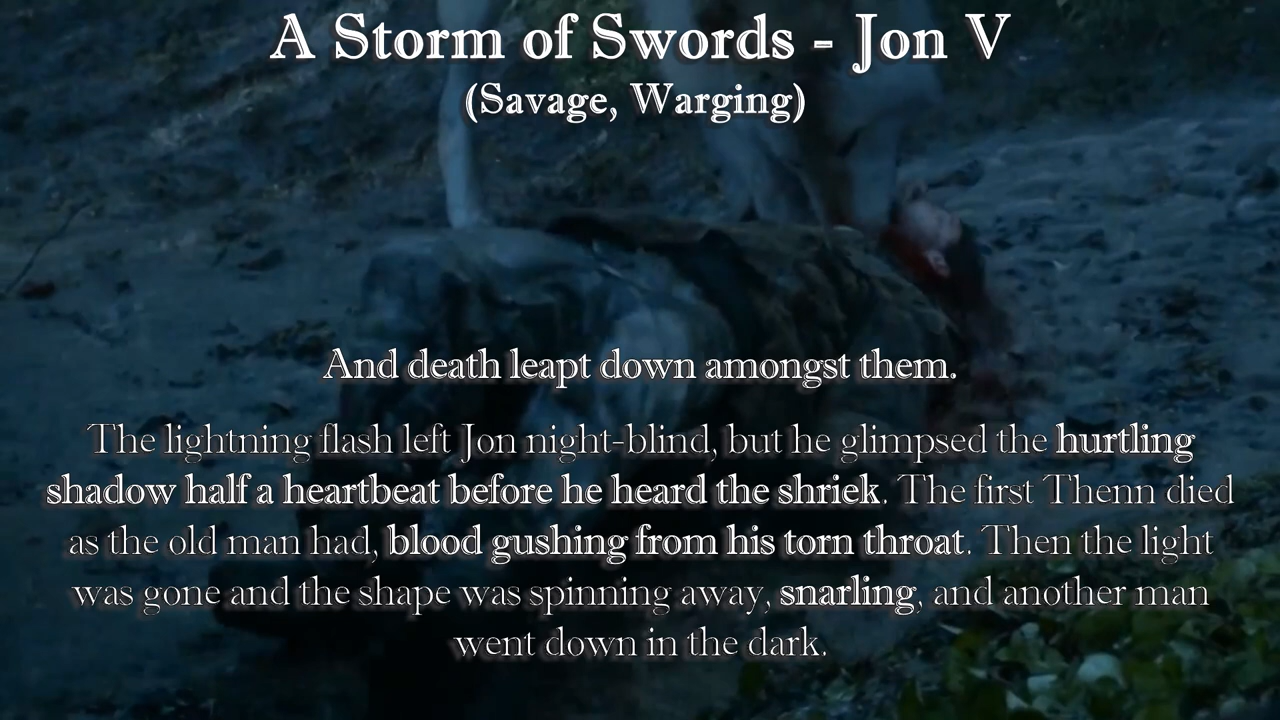 A Storm of Swords - Jon V
(Savage, Warging)
And death leapt down amongst them.
The lightning flash left Jon night-blind, but he glimpsed the hurtling
shadow half a heartbeat before he heard the shriek. The first Thenn died
as the old man had, blood gushing from his torn throat. Then the light
was gone and the shape was spinning away, snarling, and another man
went down in the dark.